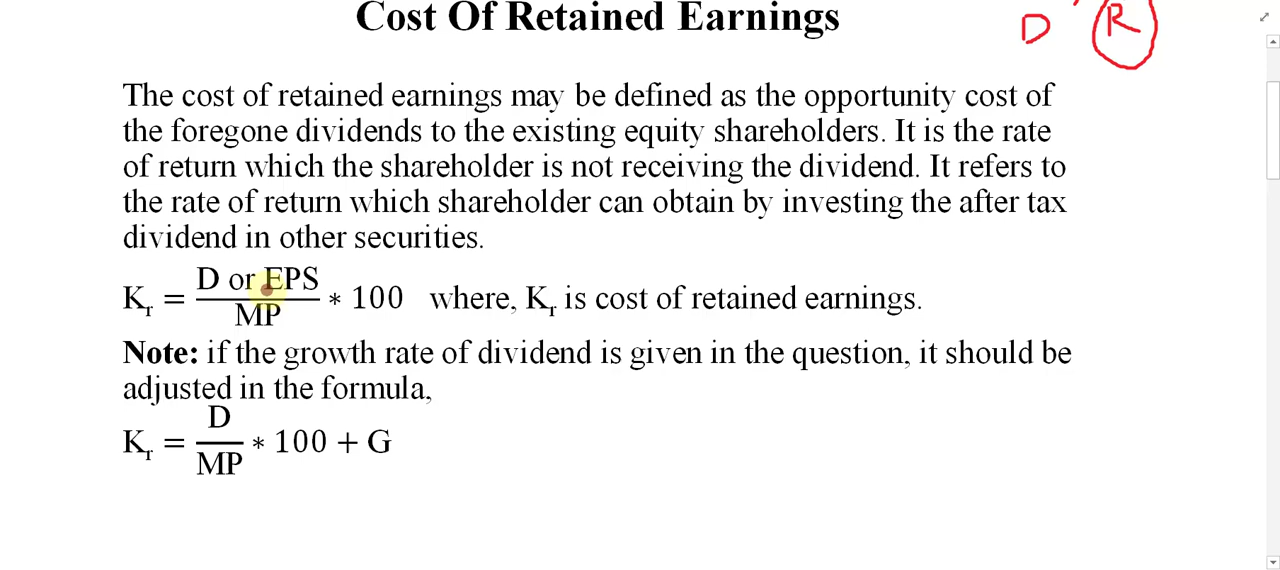 Cost Of Retained Earnings
D R
The cost of retained earnings may be defined as the opportunity cost of
the foregone dividends to the existing equity shareholders. It is the rate
of return which the shareholder is not receiving the dividend. It refers to
the rate of return which shareholder can obtain by investing the after tax
dividend in other securities.
Kr = D or EPS / MP * 100 where, Kr is cost of retained earnings.
Note: if the growth rate of dividend is given in the question, it should be
adjusted in the formula,
Kr = D / MP * 100 + G